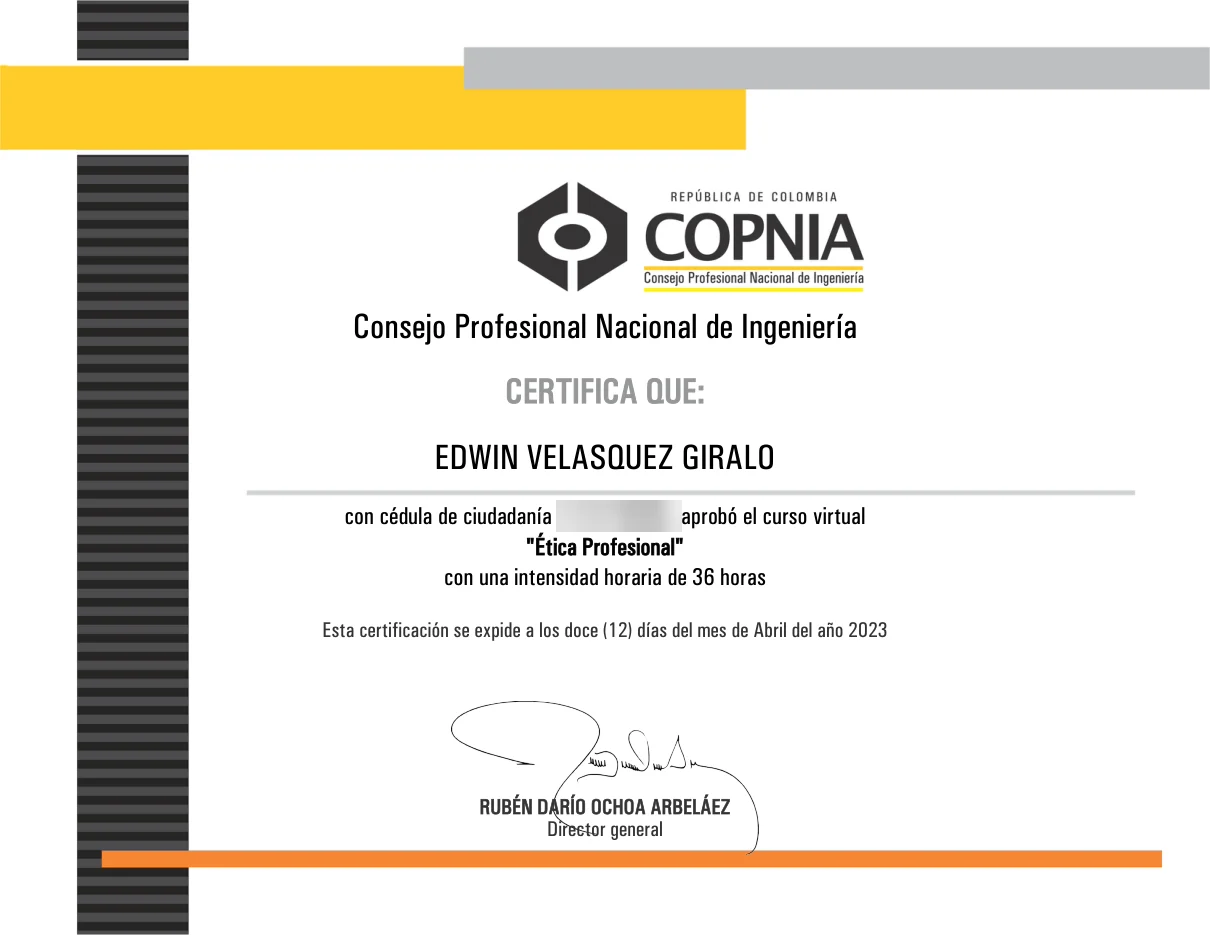 REPÚBLICA DE COLOMBIA
COPNIA
Consejo Profesional Nacional de Ingeniería
Consejo Profesional Nacional de Ingeniería
CERTIFICA QUE:
EDWIN VELASQUEZ GIRALO
con cédula de ciudadanía aprobó el curso virtual
"Ética Profesional"
con una intensidad horaria de 36 horas
Esta certificación se expide a los doce (12) días del mes de Abril del año 2023
RUBÉN DARÍO OCHOA ARBELÁEZ
Director general